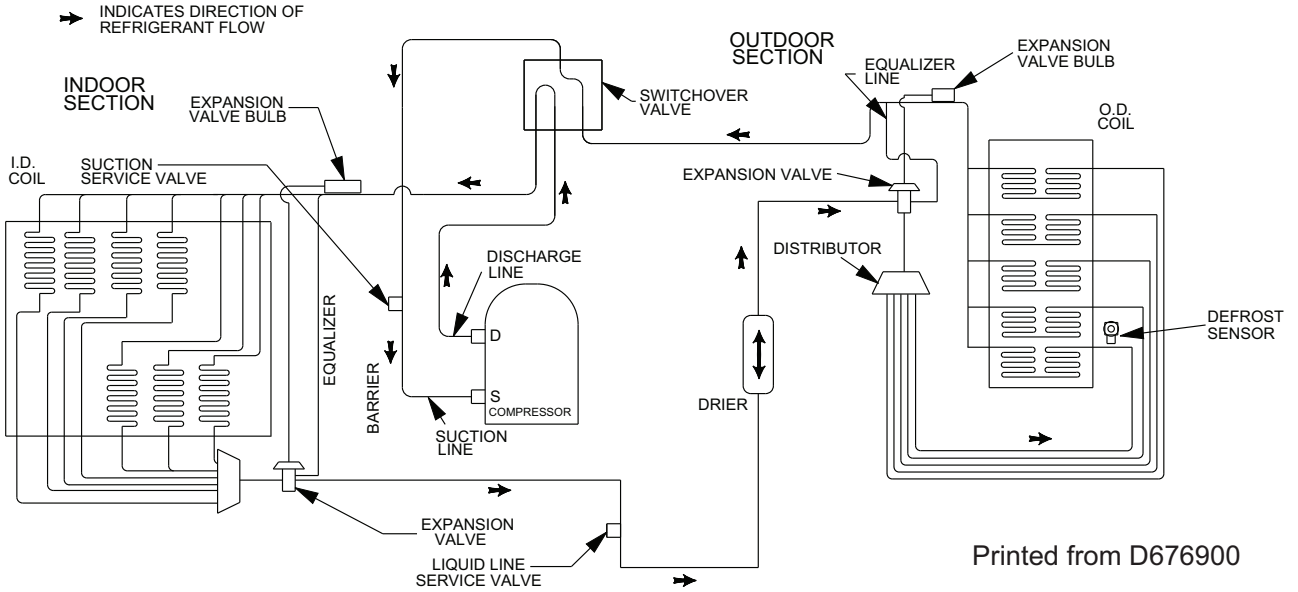 INDICATES DIRECTION OF
REFRIGERANT FLOW
INDOOR
SECTION
EXPANSION
VALVE BULB
I.D.
COIL
SUCTION
SERVICE VALVE
OUTDOOR
SECTION
SWITCHOVER
VALVE
EQUALIZER
LINE
EXPANSION
VALVE BULB
O.D.
COIL
EXPANSION VALVE
DISTRIBUTOR
DISCHARGE
LINE
D
S
COMPRESSOR
SUCTION
LINE
EQUALIZER
BARRIER
DRIER
DEFROST
SENSOR
EXPANSION
VALVE
LIQUID LINE
SERVICE VALVE
Printed from D676900